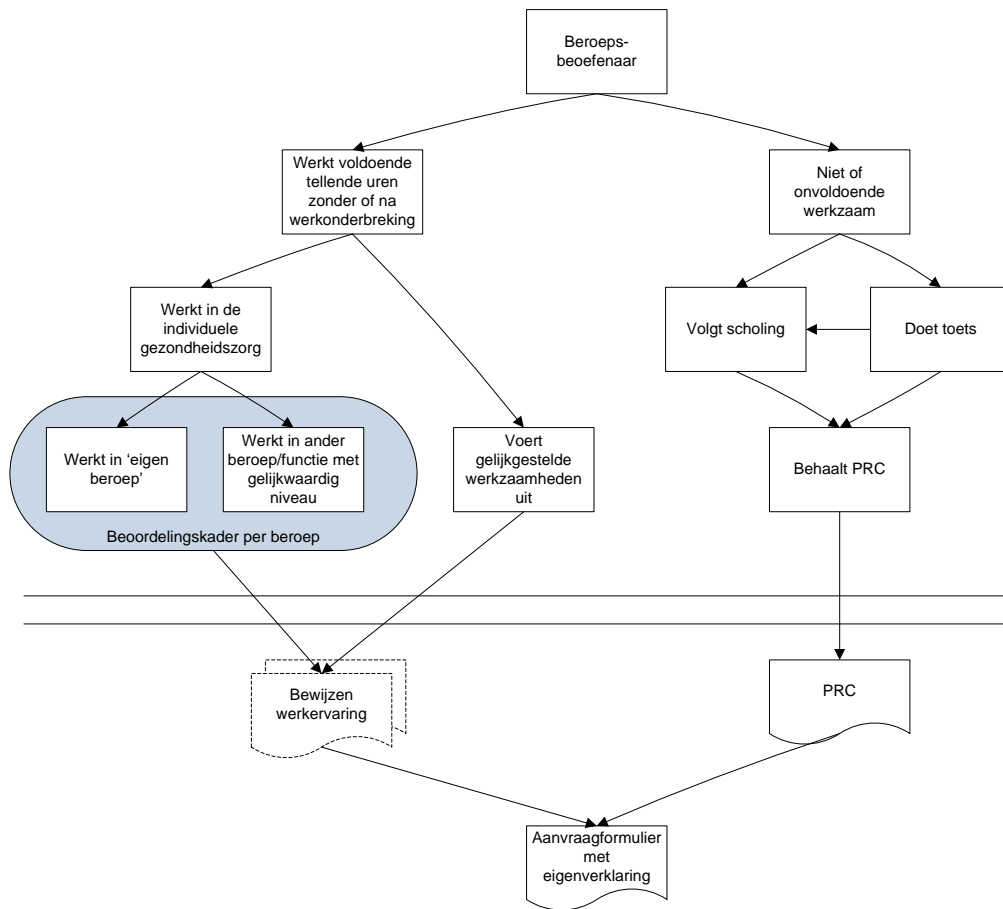 Beroeps-
beoefenaar
Werkt voldoende
tellende uren
zonder of na
werkonderbreking
Niet of
onvoldoende
werkzaam
Werkt in de
individuele
gezondheidszorg
Volgt scholing
Doet toets
Werkt in ‘eigen
beroep’
Werkt in ander
beroep/functie met
gelijkwaardig
niveau
Voert
gelijkgestelde
werkzaamheden
uit
Behaalt PRC
Beoordelingskader per beroep
Bewijzen
werkervaring
PRC
Aanvraagformulier
met
eigenverklaring